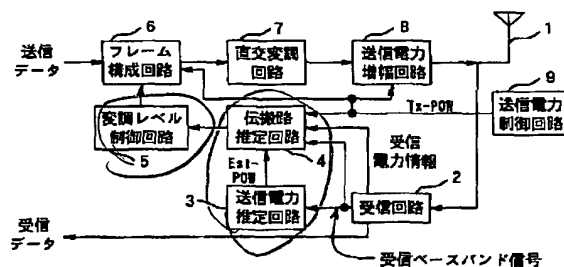 6
フレーム
構成回路
7
直交変調
回路
8
送信電力
増幅回路
1
送信
データ
9
送信電力
制御回路
Tx-POW
変調レベル
制御回路
5
伝搬路
推定回路
4
受信
電力情報
Est-
POW
3
送信電力
推定回路
2
受信回路
受信
データ
受信ベースバンド信号